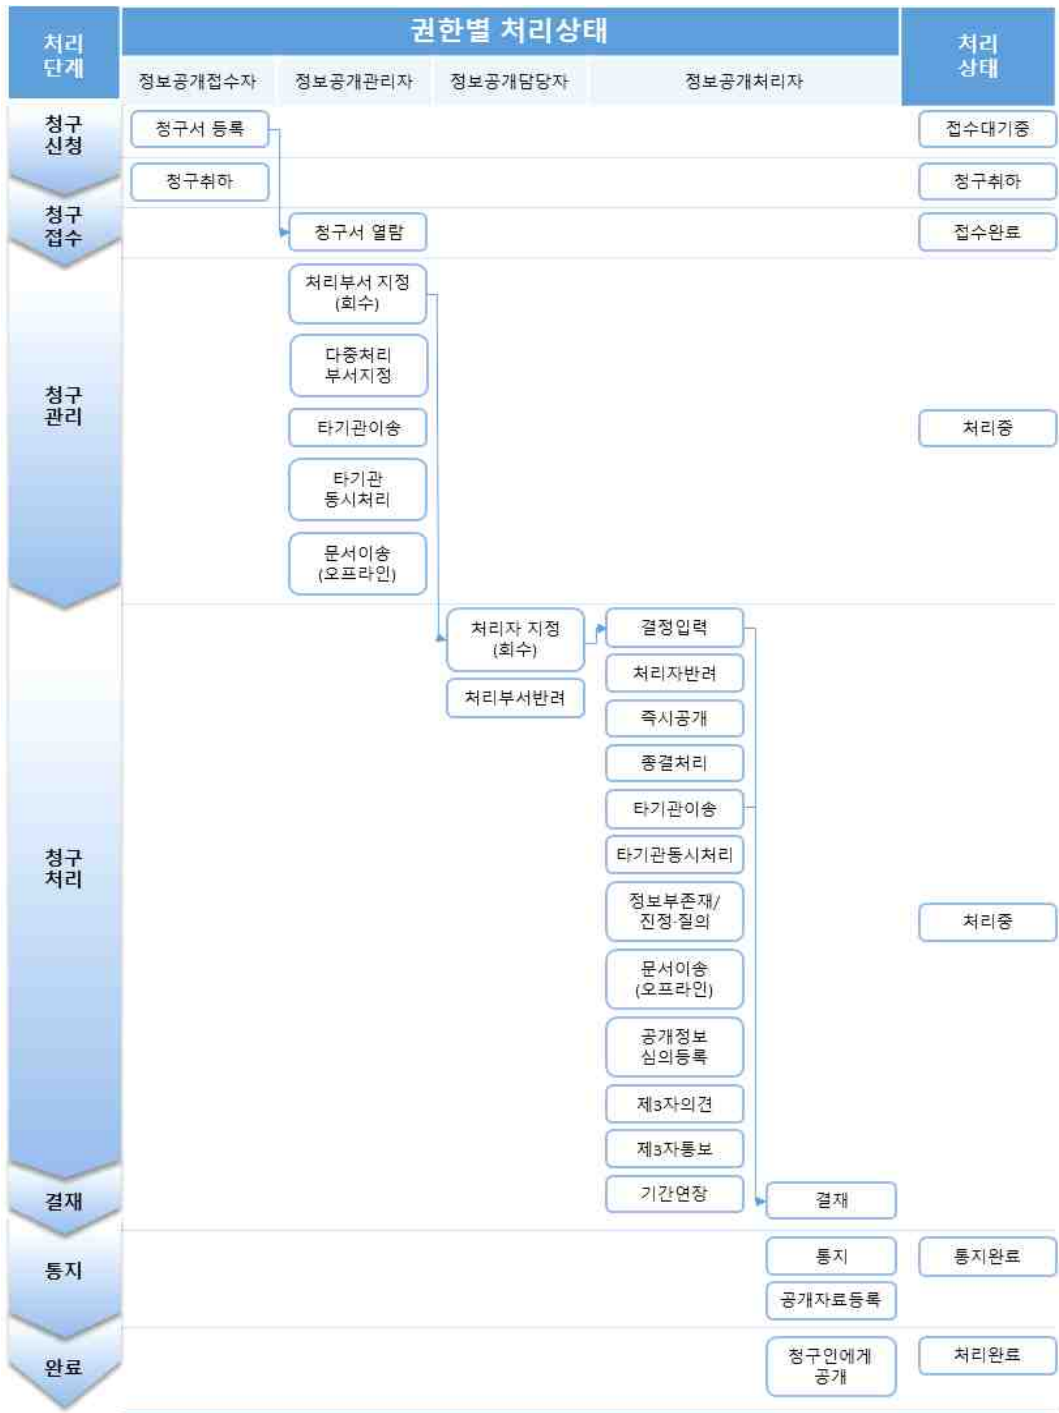 처리
단계
권한별 처리상태
처리
상태
정보공개접수자
정보공개관리자
정보공개담당자
정보공개처리자
청구
신청
청구서 등록
접수대기중
청구취하
청구취하
청구
접수
청구서 열람
접수완료
청구
관리
처리부서 지정
(회수)
다중처리
부서지정
타기관이송
처리중
타기관
동시처리
문서이송
(오프라인)
청구
처리
처리자 지정
(회수)
결정입력
처리부서반려
처리자반려
즉시공개
종결처리
타기관이송
타기관동시처리
정보부존재/
진정·질의
처리중
문서이송
(오프라인)
공개정보
심의등록
제3자의견
제3자통보
기간연장
결재
결재
통지
통지
통지완료
공개자료등록
완료
청구인에게
공개
처리완료